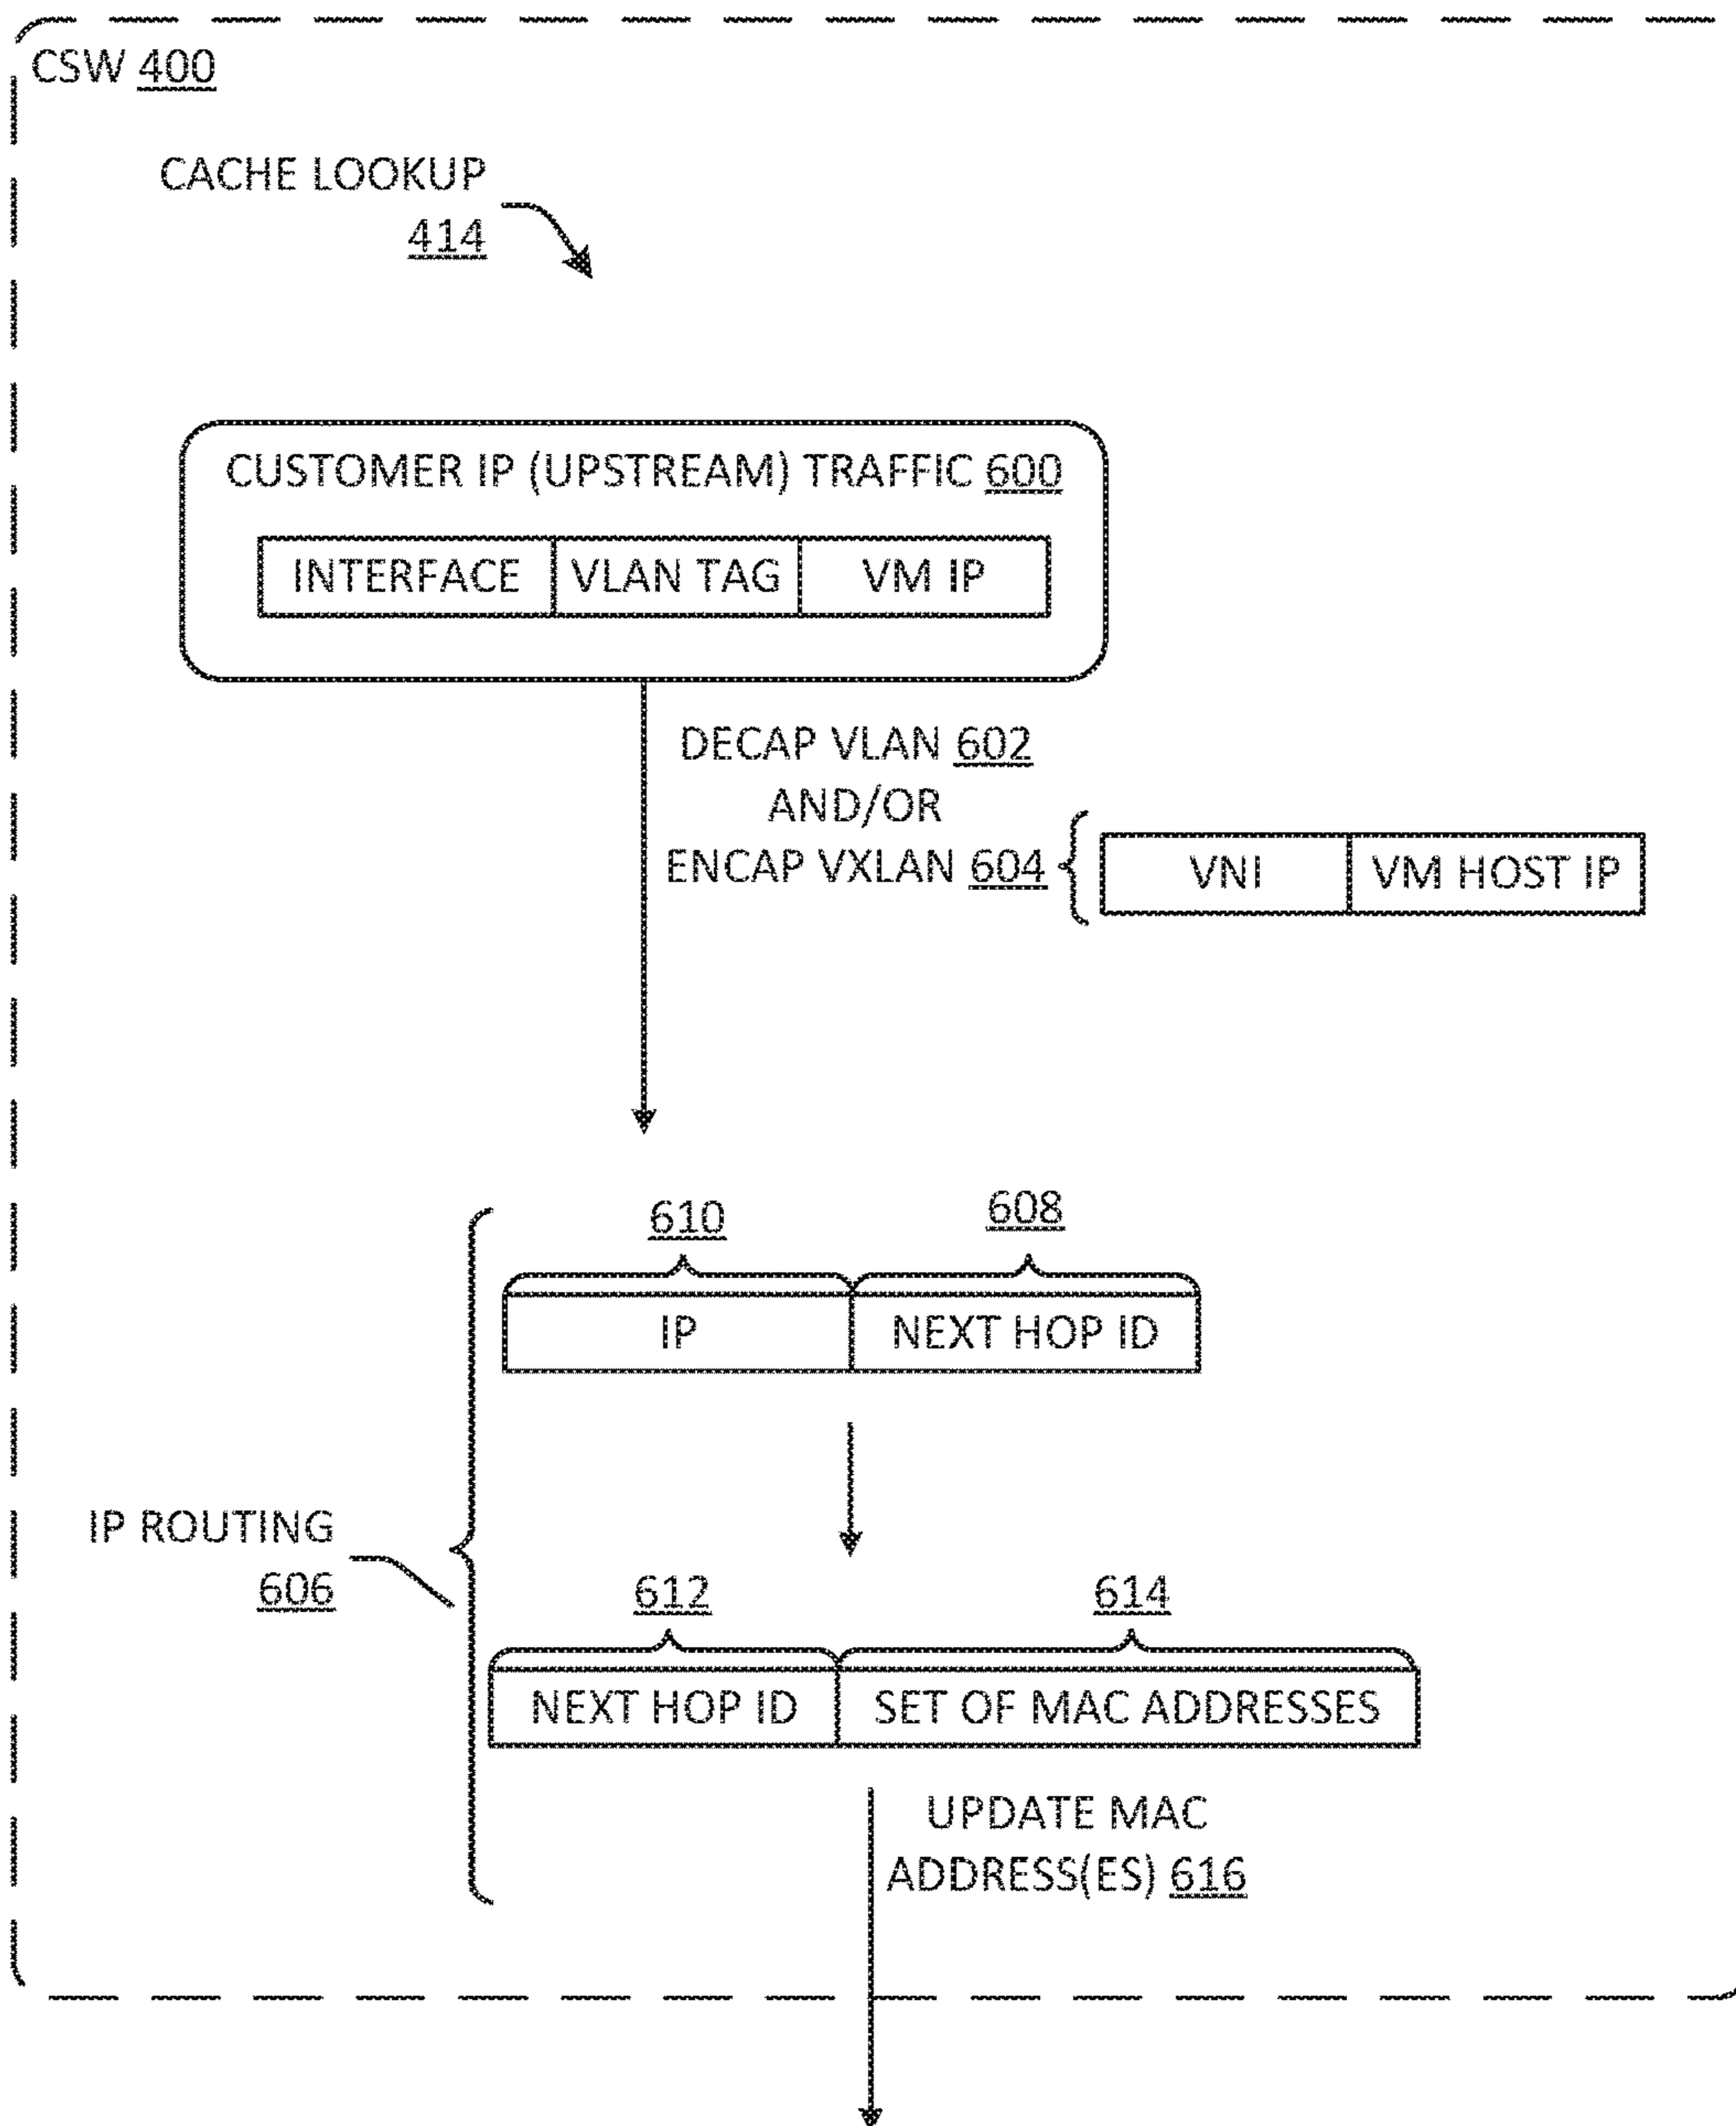 CSW 400
CACHE LOOKUP
414
CUSTOMER IP (UPSTREAM) TRAFFIC 600
INTERFACE VLAN TAG VM IP
DECAP VLAN 602
AND/OR
ENCAP VXLAN 604
VNI VM HOST IP
610 608
IP NEXT HOP ID
IP ROUTING
606
612 614
NEXT HOP ID SET OF MAC ADDRESSES
UPDATE MAC
ADDRESS(ES) 616